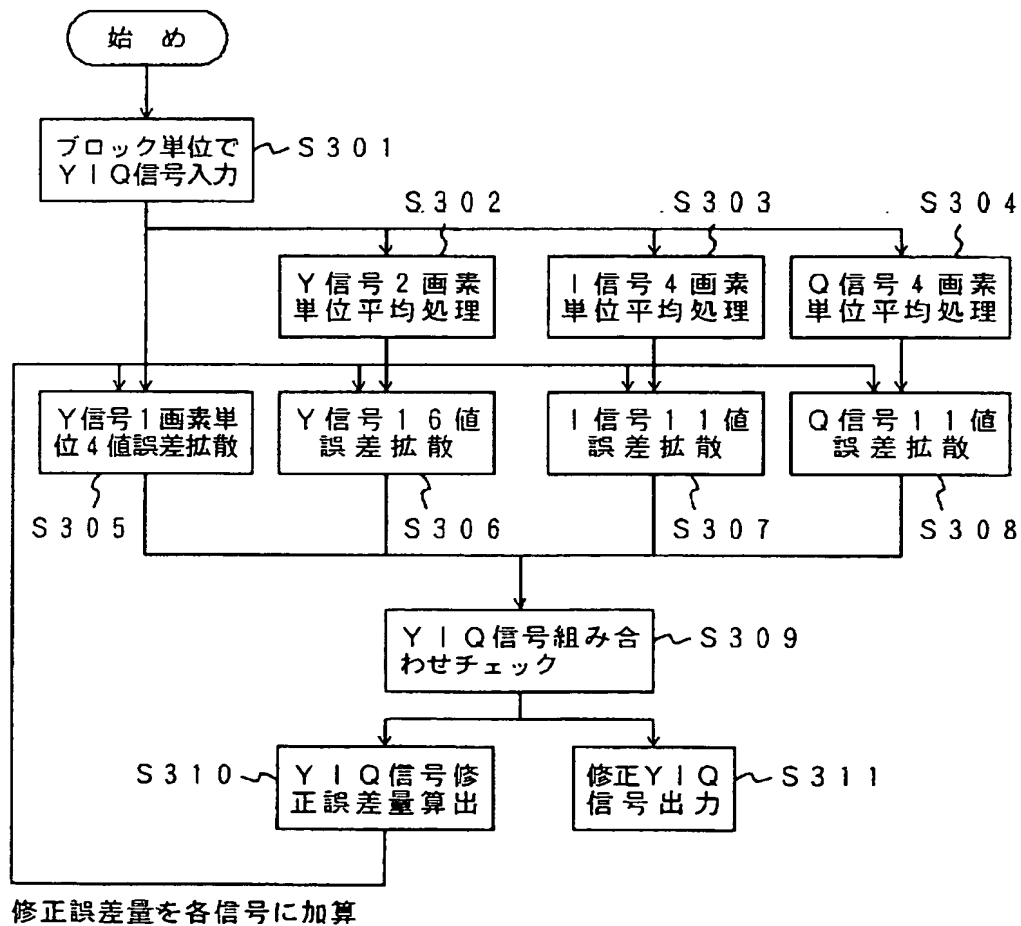 始め
ブロック単位で
YIQ信号入力
S301
S302
S303
S304
Y信号2画素
単位平均処理
I信号4画素
単位平均処理
Q信号4画素
単位平均処理
Y信号1画素単
位4値誤差拡散
Y信号16値
誤差拡散
I信号11値
誤差拡散
Q信号11値
誤差拡散
S305
S306
S307
S308
YIQ信号組み合
わせチェック
S309
S310
YIQ信号修
正誤差量算出
修正YIQ
信号出力
S311
修正誤差量を各信号に加算